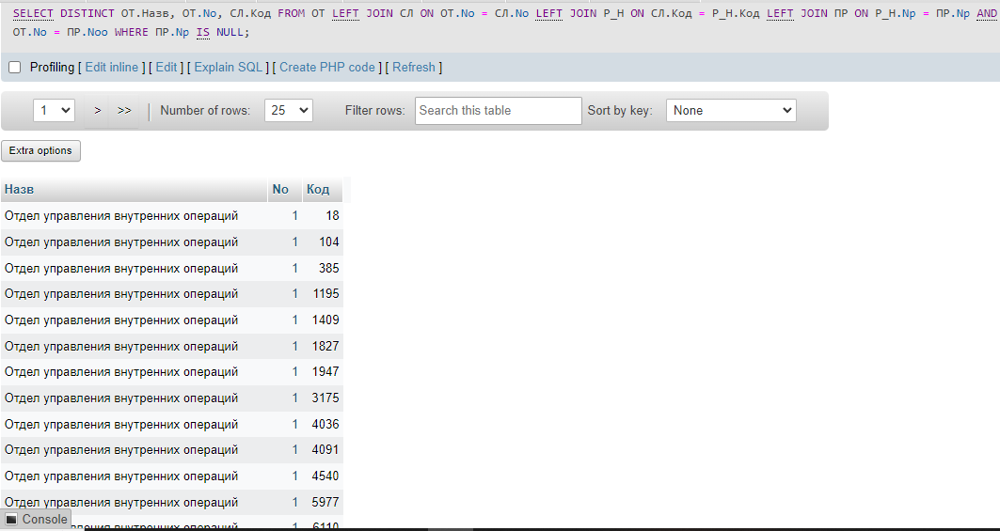 SELECT DISTINCT ОТ.Назв, ОТ.No, СЛ.Код FROM ОТ LEFT JOIN СЛ ON ОТ.No = СЛ.No LEFT JOIN Р_Н ON СЛ.Код = Р_Н.Код LEFT JOIN ПР ON Р_Н.Np = ПР.Np AND
ОТ.No = ПР.Noo WHERE ПР.Np IS NULL;
Profiling [ Edit inline ] [ Edit ] [ Explain SQL ] [ Create PHP code ] [ Refresh ]
1 > >> Number of rows: 25 Filter rows: Search this table Sort by key: None
Extra options
Назв No Код
Отдел управления внутренних операций 1 18
Отдел управления внутренних операций 1 104
Отдел управления внутренних операций 1 385
Отдел управления внутренних операций 1 1195
Отдел управления внутренних операций 1 1409
Отдел управления внутренних операций 1 1827
Отдел управления внутренних операций 1 1947
Отдел управления внутренних операций 1 3175
Отдел управления внутренних операций 1 4036
Отдел управления внутренних операций 1 4091
Отдел управления внутренних операций 1 4540
Отдел управления внутренних операций 1 5977
Console
внутренних операций 1 6110